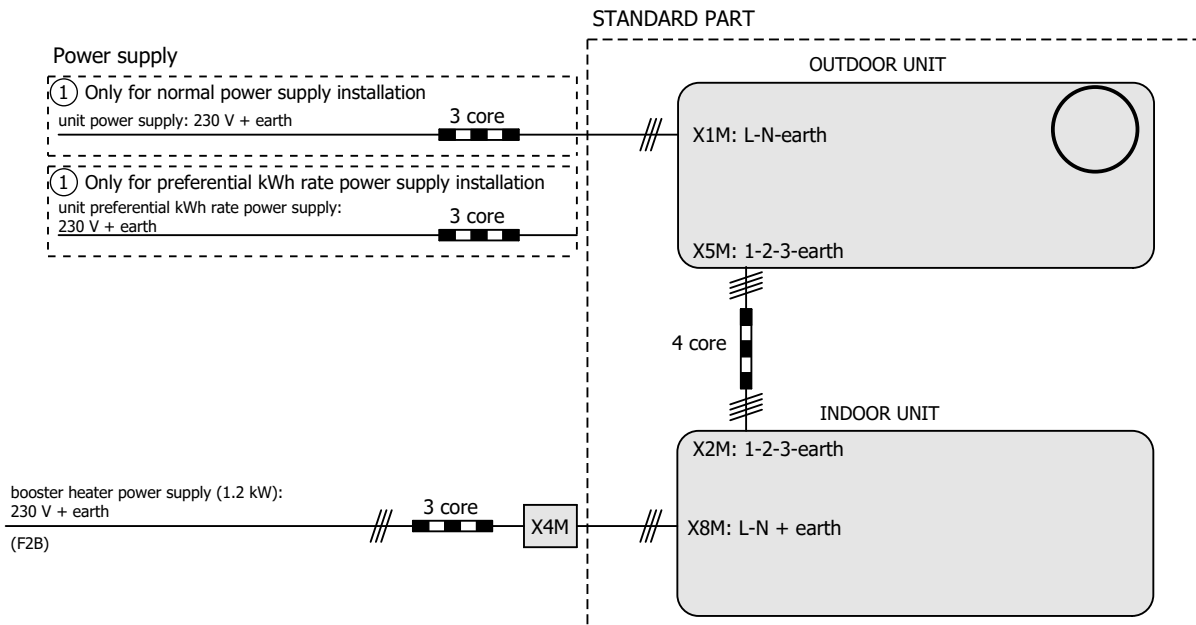 STANDARD PART
Power supply
1 Only for normal power supply installation
unit power supply: 230 V + earth
3 core
1 Only for preferential kWh rate power supply installation
unit preferential kWh rate power supply:
230 V + earth
3 core
OUTDOOR UNIT
X1M: L-N-earth
X5M: 1-2-3-earth
4 core
INDOOR UNIT
X2M: 1-2-3-earth
booster heater power supply (1.2 kW):
230 V + earth
(F2B)
3 core
X4M
X8M: L-N + earth